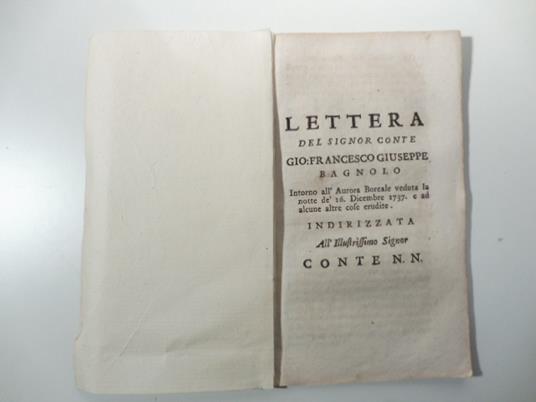 LETTERA
DEL SIGNOR CONTE
GIO: FRANCESCO GIUSEPPE
BAGNOLO
Intorno all' Aurora Boreale veduta la
notte de' 16. Dicembre 1737. e ad
alcune altre cose erudite.
INDIRIZZATA
All' Illustrissimo Signor
CONTE N. N.